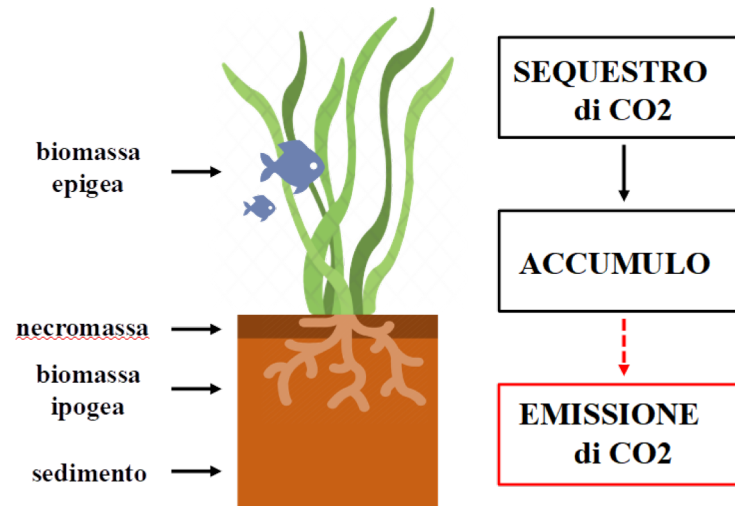 biomassa
epigea
necromassa
biomassa
ipogea
sedimento
SEQUESTRO
di CO2
ACCUMULO
EMISSIONE
di CO2